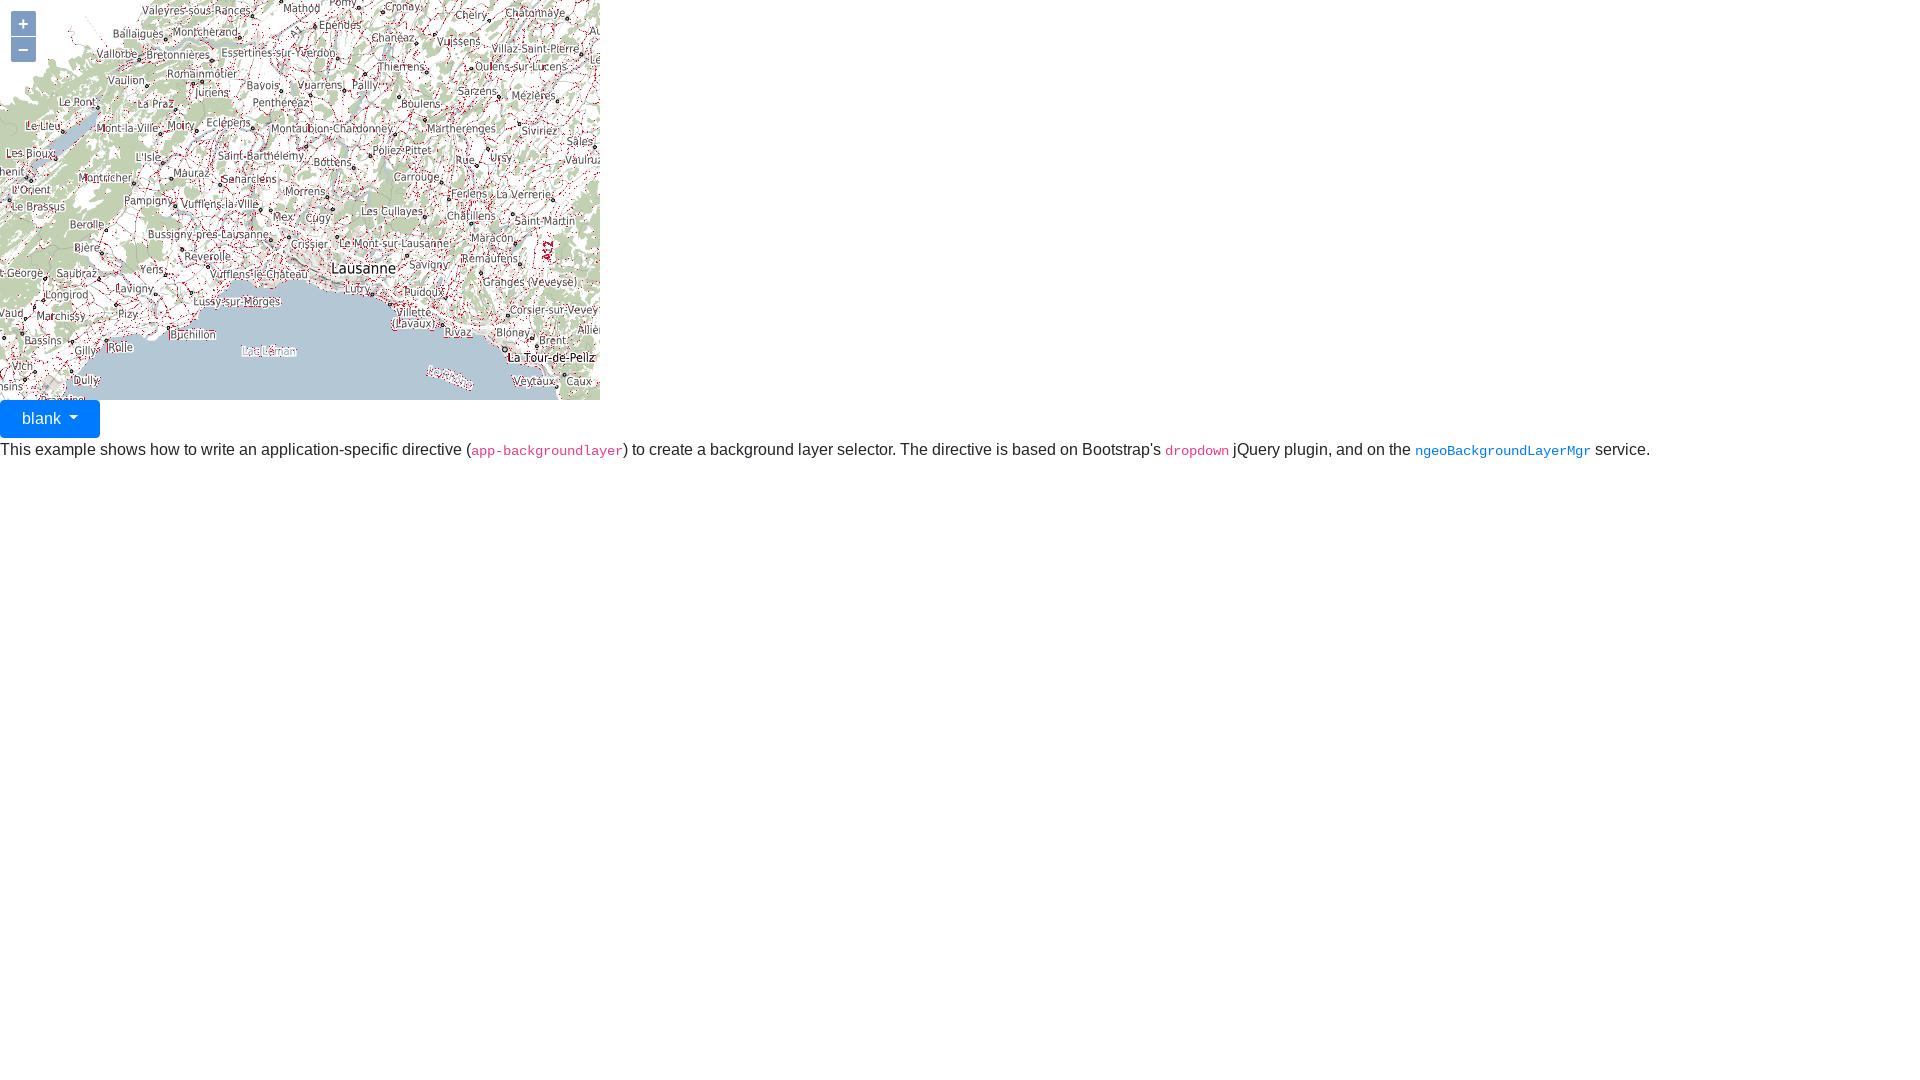 +
−
Valeyres-sous-Rances
Mathod
Pomy
Cronay
Chelry
Chatonnaye
Ballaigues
Montcherand
A1
Ependes
Chanéaz
Vuissens
Villaz-Saint-Pierre
Vallorbe
Bretonnières
Essertines-sur-Yverdon
Thierrens
Oulens-sur-Lucens
Vaulion
Romainmôtier
Juriens
Bavois
Vuarrens
Pailly
Sarzens
Mézières
Le Pont
La Praz
Penthéréaz
Boulens
Le Lieu
Mont-la-Ville
Moiry
Eclépens
Montaubion-Chardonney
Martherenges
Siviriez
Sâles
Les Bioux
L'Isle
Saint-Barthélemy
Bottens
Poliez-Pittet
Rue
Ursy
Vaulruz
L'Orient
Montricher
Mauraz
Senarclens
Morrens
Carrouge
Ferlens
La Verrerie
Le Brassus
Pampigny
Vufflens-la-Ville
Mex
Cugy
Les Cullayes
Châtillens
Saint-Martin
Berolle
Bussigny-près-Lausanne
Crissier
Le Mont-sur-Lausanne
Maracon
Bière
Reverolle
Remaufens
A12
Saubraz
Yens
Vufflens-le-Château
Lausanne
Savigny
Granges (Veveyse)
Longirod
Lavigny
Lussy-sur-Morges
Lutry
Puidoux
Marchissy
Pizy
Villette
(Lavaux)
Corsier-sur-Vevey
Bassins
Gilly
Rolle
Buchillon
Rivaz
Blonay
Brent
Vich
Lac Léman
La Tour-de-Peilz
Dully
Veytaux
Caux
blank
This example shows how to write an application-specific directive (app-backgroundlayer) to create a background layer selector. The directive is based on Bootstrap's dropdown jQuery plugin, and on the ngeoBackgroundLayerMgr service.